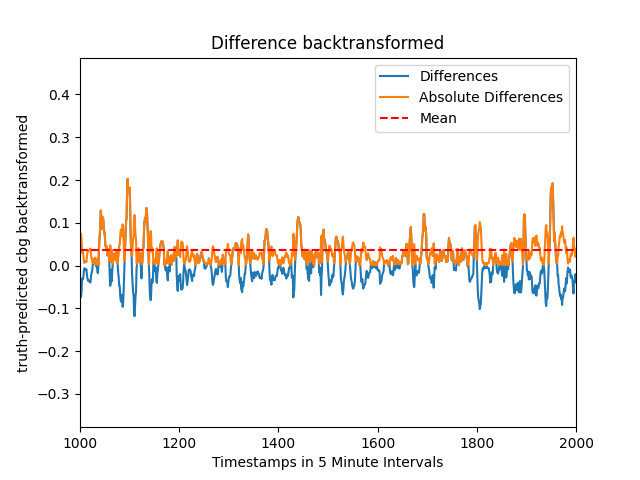 Difference backtransformed
Differences
Absolute Differences
Mean
truth-predicted cbg backtransformed
0.4
0.3
0.2
0.1
0.0
−0.1
−0.2
−0.3
1000 1200 1400 1600 1800 2000
Timestamps in 5 Minute Intervals